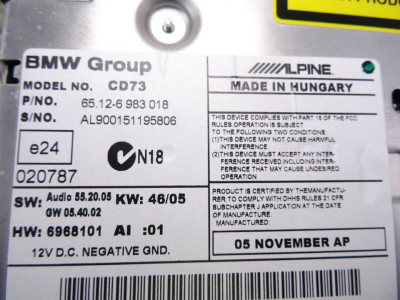 PRODU
BMW Group
MODEL NO. CD73
P/NO. 65.12-6 983 018
S/NO. AL900151195806
e24
N18
020787
SW: Audio 55.20.05 KW: 46/05
GW 05.40.02
HW: 6968101 AI :01
12V D.C. NEGATIVE GND.
ALPINE
MADE IN HUNGARY
THIS DEVICE COMPLIES WITH PART 15 OF THE FCC
RULES OPERATION IS SUBJECT TO THE
FOLLOWING TWO CONDITIONS:
(1)THIS DEVICE MAY NOT CAUSE HARMFUL
INTERFERENCE, AND
(2)THIS DEVICE MUST ACCEPT ANY INTER-
FERENCE RECEIVED,INCLUDING INTERFERENCE
THAT MAY CAUSE UNDESIRED
OPERATION.
PRODUCT IS CERTIFIED BY THEMANUFACTU-
RER TO COMPLY WITH DHHS RULES 21 CFR
SUBCHAPTER J APPLICATION AT DATE OF
MANUFACTURE.
MANUFACTURED:
05 NOVEMBER AP